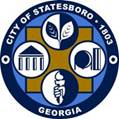 CITY OF STATESBORO · 1803
GEORGIA